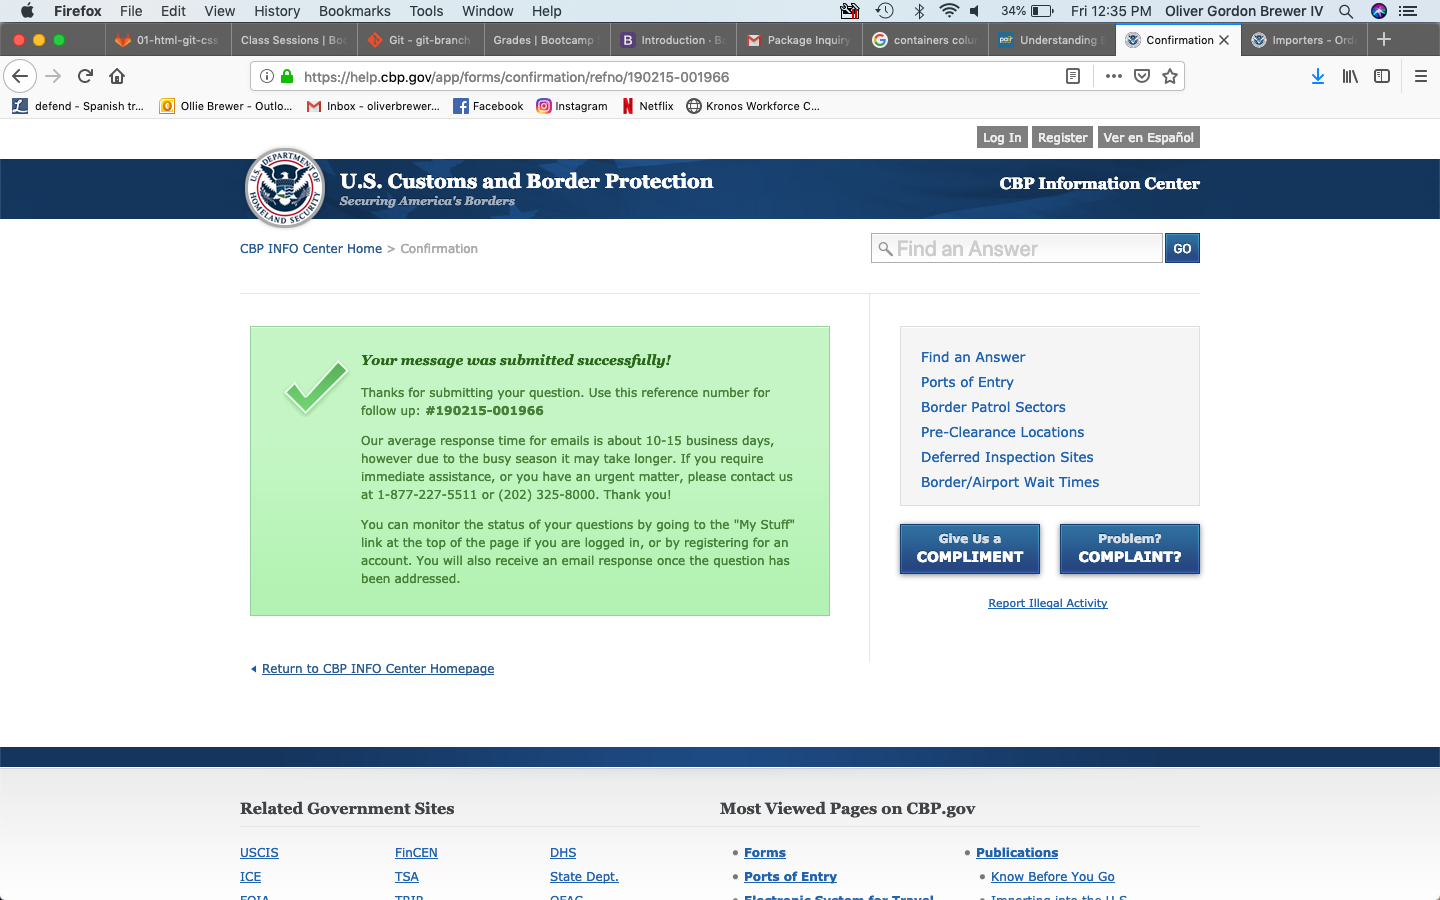 Firefox File Edit View History Bookmarks Tools Window Help 34% Fri 12:35 PM Oliver Gordon Brewer IV
01-html-git-css Class Sessions | Boo Git - git-branch Grades | Bootcamp Introduction · Bo Package Inquiry containers colu Understanding Confirmation Importers - Ord
https://help.cbp.gov/app/forms/confirmation/refno/190215-001966
defend - Spanish tr... Ollie Brewer - Outlo... Inbox - oliverbrewer... Facebook Instagram Netflix Kronos Workforce C...
Log In Register Ver en Español
U.S. DEPARTMENT OF HOMELAND SECURITY
U.S. Customs and Border Protection
Securing America's Borders
CBP Information Center
CBP INFO Center Home > Confirmation
Find an Answer GO
Your message was submitted successfully!
Thanks for submitting your question. Use this reference number for
follow up: #190215-001966
Our average response time for emails is about 10-15 business days,
however due to the busy season it may take longer. If you require
immediate assistance, or you have an urgent matter, please contact us
at 1-877-227-5511 or (202) 325-8000. Thank you!
You can monitor the status of your questions by going to the "My Stuff"
link at the top of the page if you are logged in, or by registering for an
account. You will also receive an email response once the question has
been addressed.
Return to CBP INFO Center Homepage
Find an Answer
Ports of Entry
Border Patrol Sectors
Pre-Clearance Locations
Deferred Inspection Sites
Border/Airport Wait Times
Give Us a
COMPLIMENT
Problem?
COMPLAINT?
Report Illegal Activity
Related Government Sites
USCIS FinCEN DHS
ICE TSA State Dept.
FOIA TRIP OFAC
Most Viewed Pages on CBP.gov
Forms
Ports of Entry
Electronic System for Travel
Publications
Know Before You Go
Importing into the U.S.